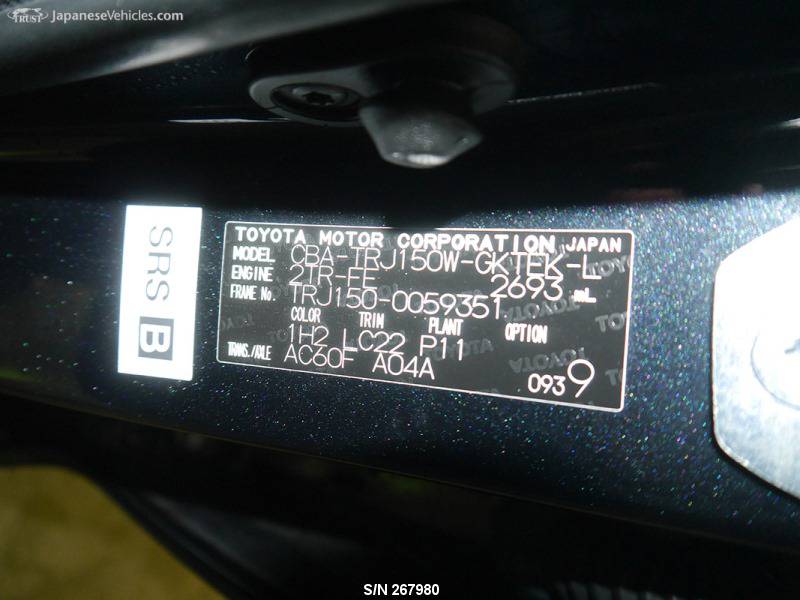 TRUST JapaneseVehicles.com
SRS B
TOYOTA MOTOR CORPORATION JAPAN
MODEL CBA-TRJ150W-GKTEK-L
ENGINE 2TR-FE 2693 mL
FRAME No. TRJ150-0059351
COLOR TRIM PLANT OPTION
1H2 LC22 P11
TRANS./AXLE AC60F A04A
0939
S/N 267980